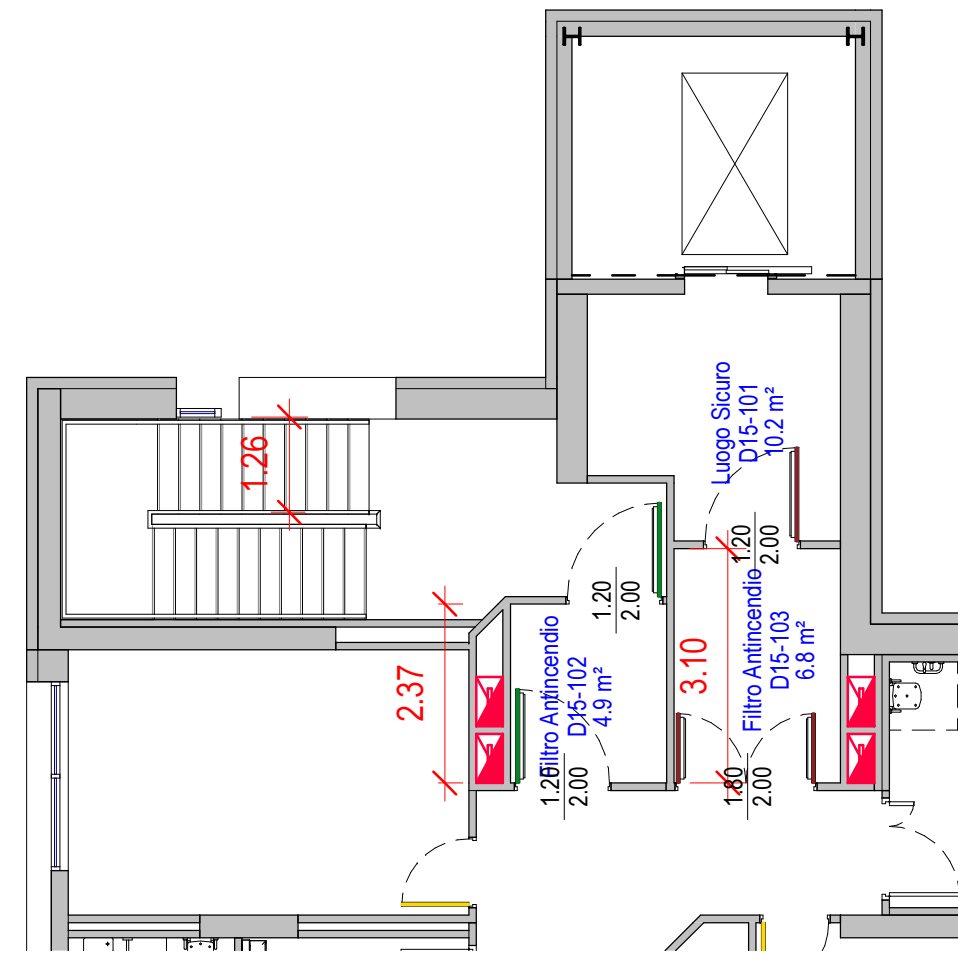 Luogo Sicuro
D15-101
10.2 m²
1.26
1.20
2.00
1.20
2.00
Filtro Antincendio
D15-102
4.9 m²
2.37
3.10
Filtro Antincendio
D15-103
6.8 m²
1.20
2.00
1.80
2.00